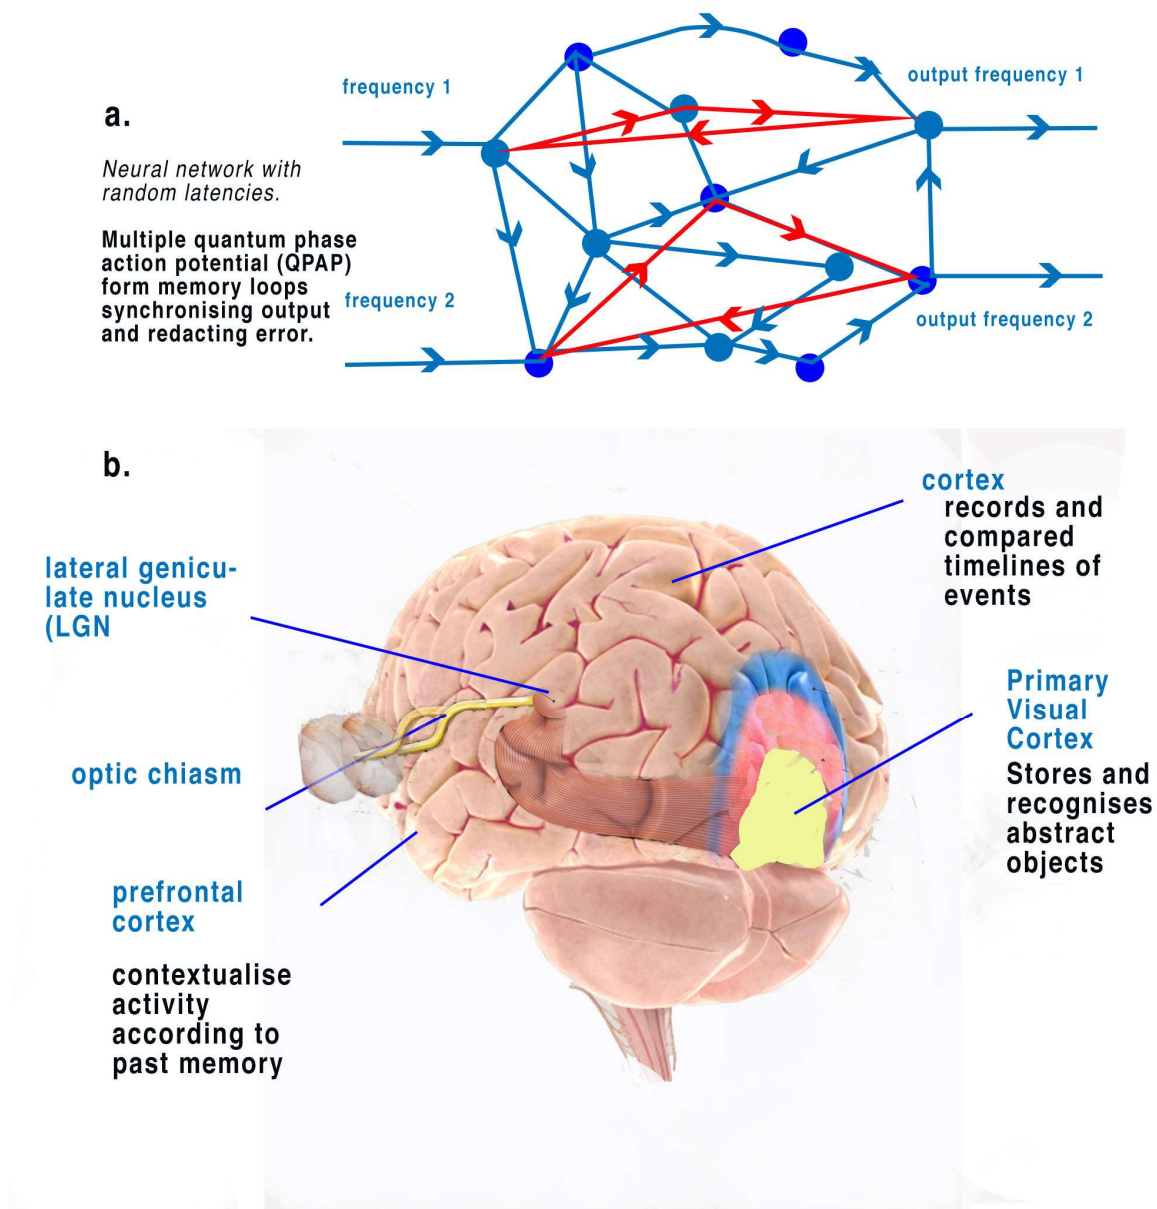 a.
Neural network with
random latencies.
Multiple quantum phase
action potential (QPAP)
form memory loops
synchronising output
and redacting error.
frequency 1
frequency 2
output frequency 1
output frequency 2
b.
lateral genicu-
late nucleus
(LGN
optic chiasm
prefrontal
cortex
contextualise
activity
according to
past memory
cortex
records and
compared
timelines of
events
Primary
Visual
Cortex
Stores and
recognises
abstract
objects